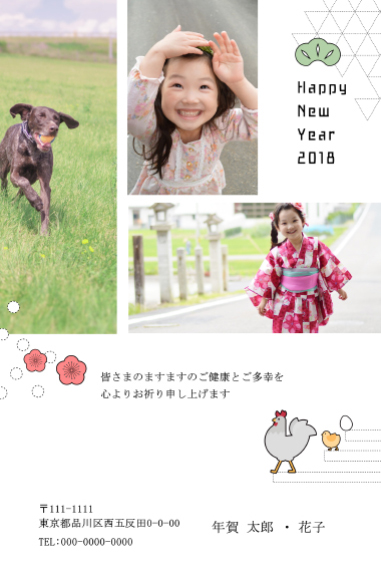 Happy
New
Year
2018
皆さまのますますのご健康とご多幸を
心よりお祈り申し上げます
〒111-1111
東京都品川区西五反田0-0-00
TEL:000-0000-0000
年賀 太郎 ・ 花子